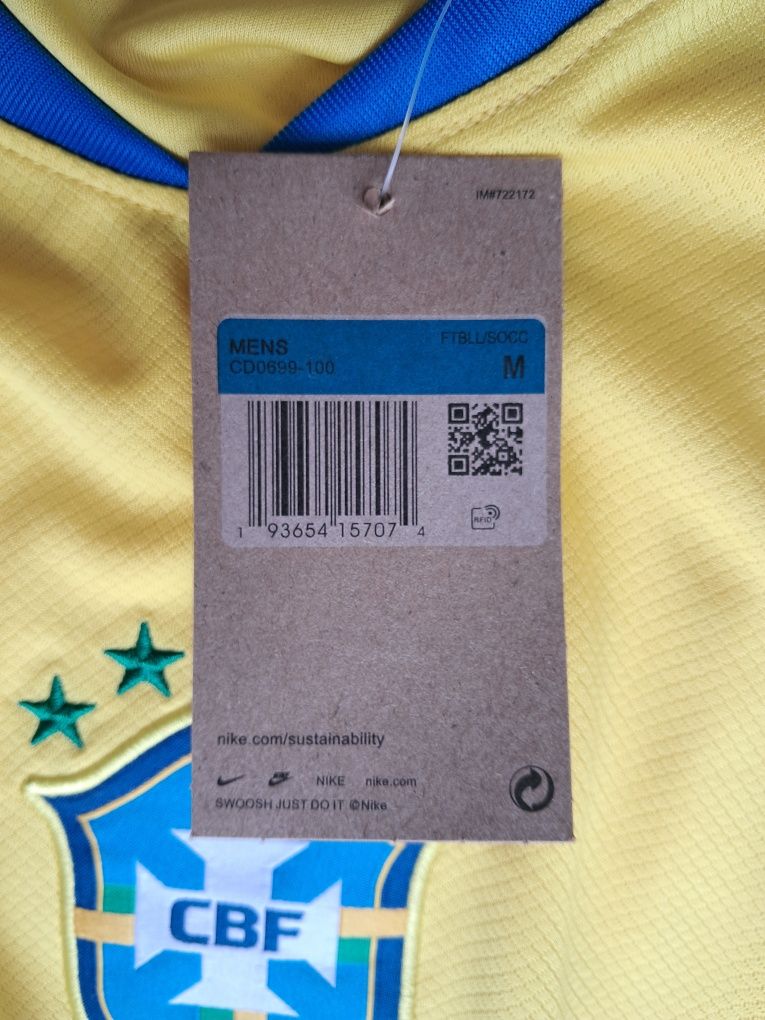 IM#722172
MENS
FTBLL/SOCC
CD0699-100
M
RFID
1 93654 15707 4
nike.com/sustainability
NIKE nike.com
SWOOSH JUST DO IT @Nike
CBF